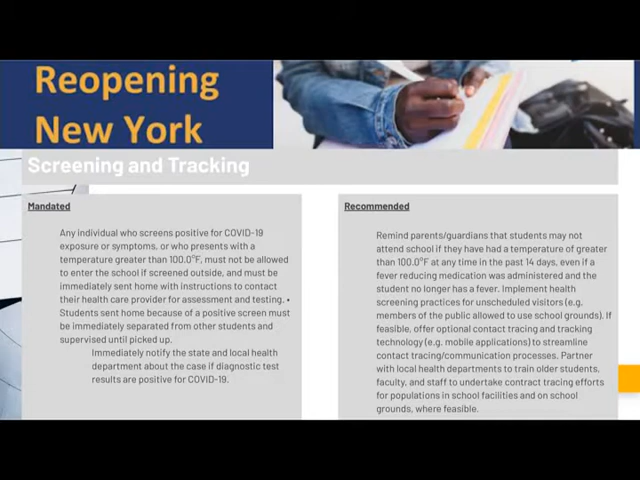 Reopening
New York
Screening and Tracking
Mandated
Any individual who screens positive for COVID-19
exposure or symptoms, or who presents with a
temperature greater than 100.0°F, must not be allowed
to enter the school if screened outside, and must be
immediately sent home with instructions to contact
their health care provider for assessment and testing. •
Students sent home because of a positive screen must
be immediately separated from other students and
supervised until picked up.
Immediately notify the state and local health
department about the case if diagnostic test
results are positive for COVID-19.
Recommended
Remind parents/guardians that students may not
attend school if they have had a temperature of greater
than 100.0°F at any time in the past 14 days, even if a
fever reducing medication was administered and the
student no longer has a fever. Implement health
screening practices for unscheduled visitors (e.g.
members of the public allowed to use school grounds). If
feasible, offer optional contact tracing and tracking
technology (e.g. mobile applications) to streamline
contact tracing/communication processes. Partner
with local health departments to train older students,
faculty, and staff to undertake contract tracing efforts
for populations in school facilities and on school
grounds, where feasible.